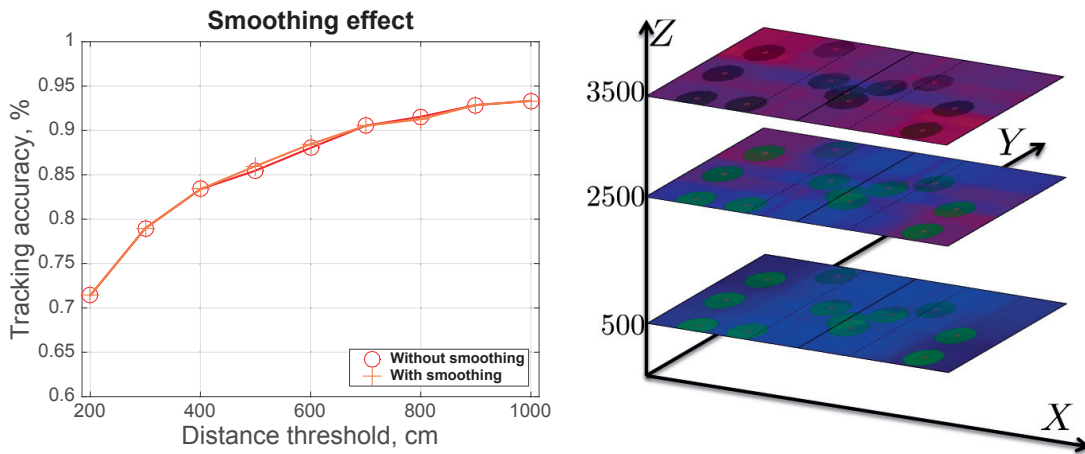 Smoothing effect
Tracking accuracy, %
1
0.95
0.9
0.85
0.8
0.75
0.7
0.65
0.6
200
400
600
800
1000
Distance threshold, cm
Without smoothing
With smoothing
Z
3500
2500
500
Y
X